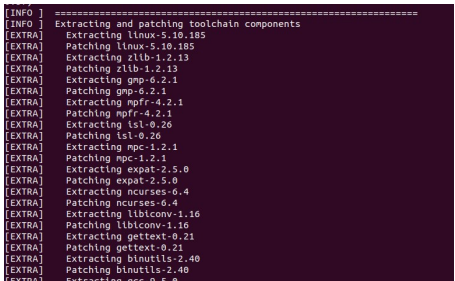 [INFO ] =================================================================
[INFO ] Extracting and patching toolchain components
[EXTRA] Extracting linux-5.10.185
[EXTRA] Patching linux-5.10.185
[EXTRA] Extracting zlib-1.2.13
[EXTRA] Patching zlib-1.2.13
[EXTRA] Extracting gmp-6.2.1
[EXTRA] Patching gmp-6.2.1
[EXTRA] Extracting mpfr-4.2.1
[EXTRA] Patching mpfr-4.2.1
[EXTRA] Extracting isl-0.26
[EXTRA] Patching isl-0.26
[EXTRA] Extracting mpc-1.2.1
[EXTRA] Patching mpc-1.2.1
[EXTRA] Extracting expat-2.5.0
[EXTRA] Patching expat-2.5.0
[EXTRA] Extracting ncurses-6.4
[EXTRA] Patching ncurses-6.4
[EXTRA] Extracting libiconv-1.16
[EXTRA] Patching libiconv-1.16
[EXTRA] Extracting gettext-0.21
[EXTRA] Patching gettext-0.21
[EXTRA] Extracting binutils-2.40
[EXTRA] Patching binutils-2.40
[EXTRA] Extracting gcc-9.5.0